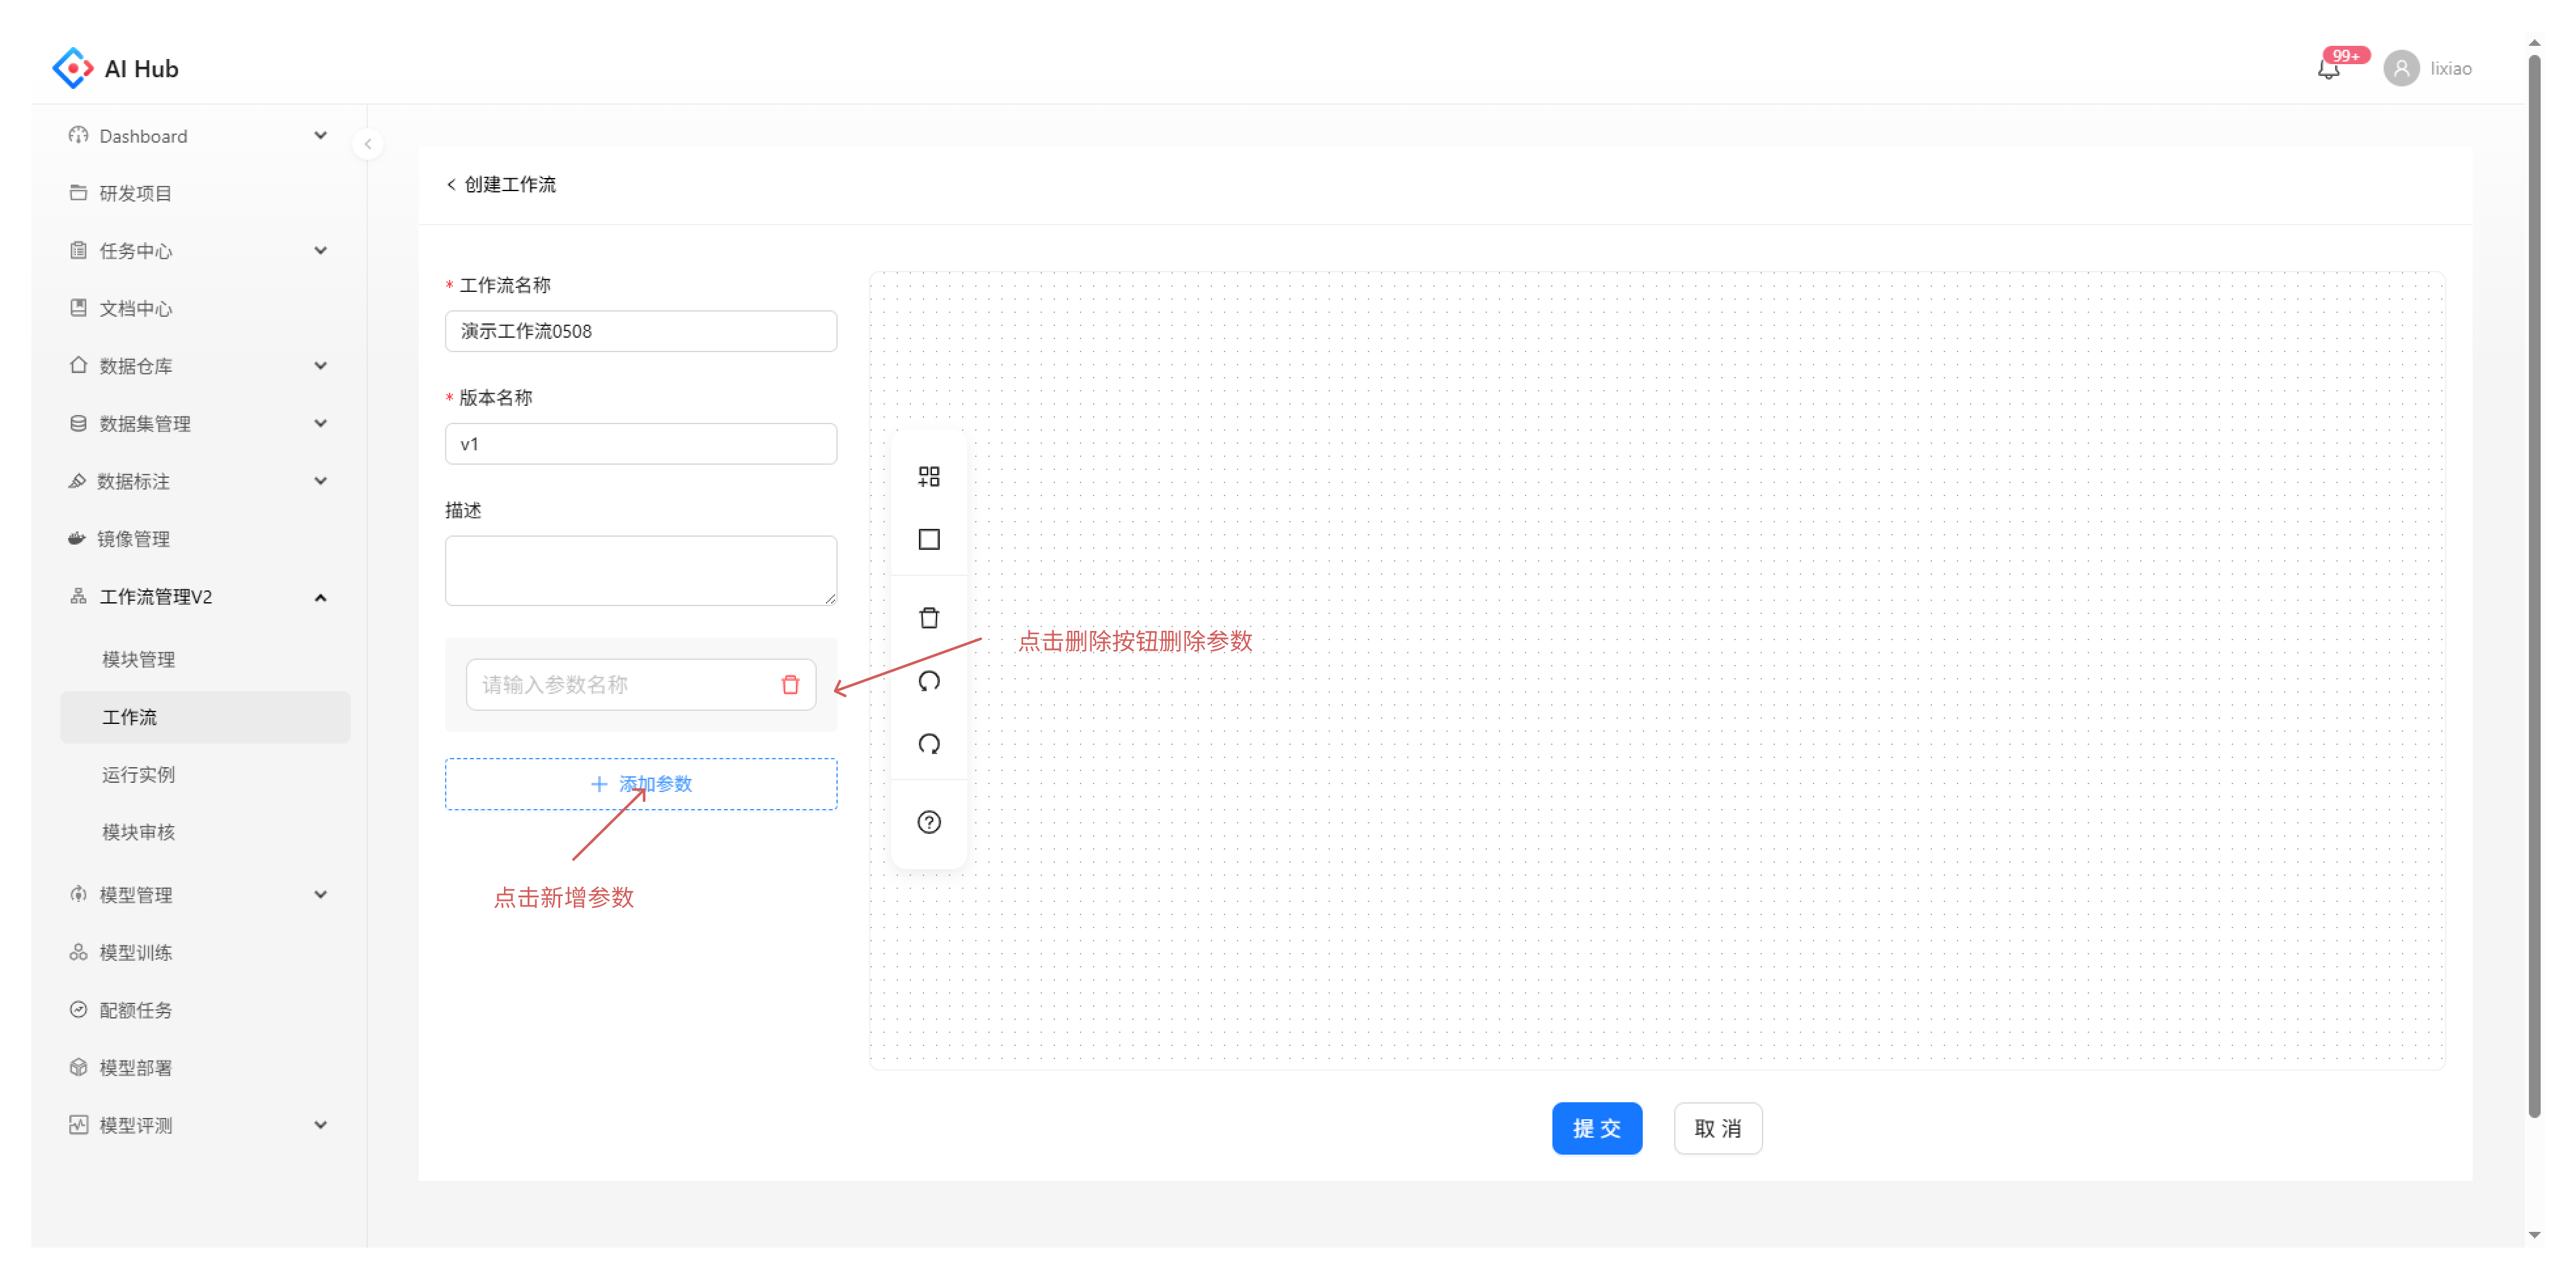 AI Hub
99+
lixiao
Dashboard
研发项目
任务中心
文档中心
数据仓库
数据集管理
数据标注
镜像管理
工作流管理V2
模块管理
工作流
运行实例
模块审核
模型管理
模型训练
配额任务
模型部署
模型评测
< 创建工作流
* 工作流名称
演示工作流0508
* 版本名称
v1
描述
请输入参数名称
+ 添加参数
点击删除按钮删除参数
点击新增参数
提 交
取 消